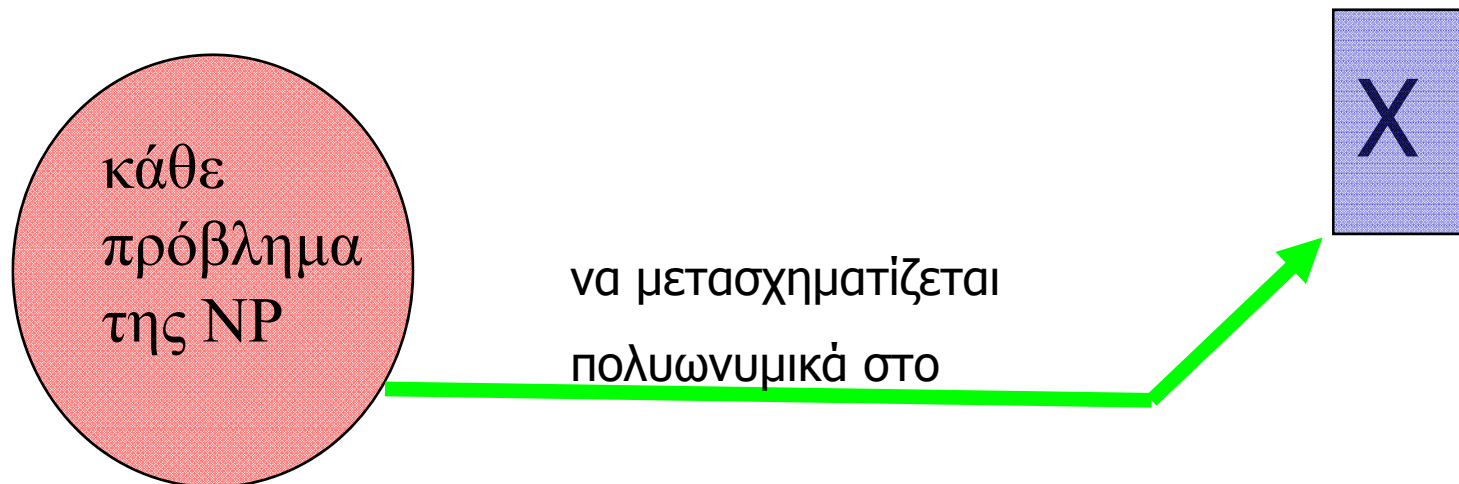 κάθε
πρόβλημα
της NP
να μετασχηματίζεται
πολυωνυμικά στο
X